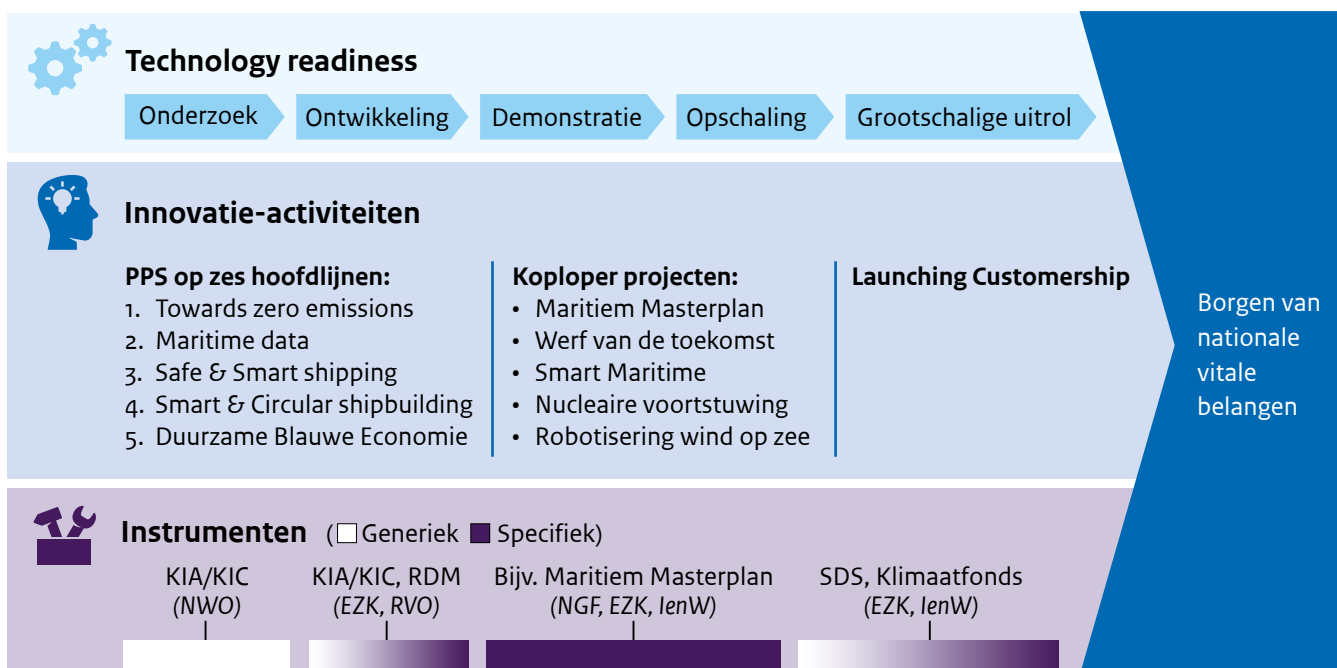 Technology readiness
Onderzoek
Ontwikkeling
Demonstratie
Opschaling
Grootschalige uitrol
Innovatie-activiteiten
PPS op zes hoofdlijnen:
1. Towards zero emissions
2. Maritime data
3. Safe & Smart shipping
4. Smart & Circular shipbuilding
5. Duurzame Blauwe Economie
Koploper projecten:
• Maritiem Masterplan
• Werf van de toekomst
• Smart Maritime
• Nucleaire voortstuwing
• Robotisering wind op zee
Launching Customership
Borgen van
nationale
vitale
belangen
Instrumenten (Generiek Specifiek)
KIA/KIC
(NWO)
KIA/KIC, RDM
(EZK, RVO)
Bijv. Maritiem Masterplan
(NGF, EZK, IenW)
SDS, Klimaatfonds
(EZK, IenW)